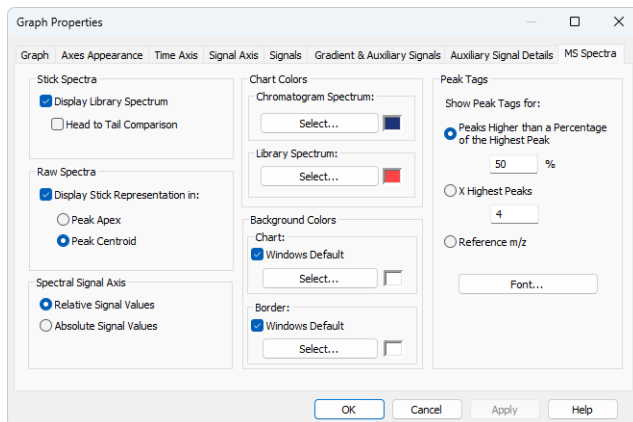 Graph Properties
Graph Axes Appearance Time Axis Signal Axis Signals Gradient & Auxiliary Signals Auxiliary Signal Details MS Spectra
Stick Spectra
Display Library Spectrum
Head to Tail Comparison
Raw Spectra
Display Stick Representation in:
Peak Apex
Peak Centroid
Spectral Signal Axis
Relative Signal Values
Absolute Signal Values
Chart Colors
Chromatogram Spectrum:
Select...
Library Spectrum:
Select...
Background Colors
Chart:
Windows Default
Select...
Border:
Windows Default
Select...
Peak Tags
Show Peak Tags for:
Peaks Higher than a Percentage
of the Highest Peak
50 %
X Highest Peaks
4
Reference m/z
Font...
OK Cancel Apply Help